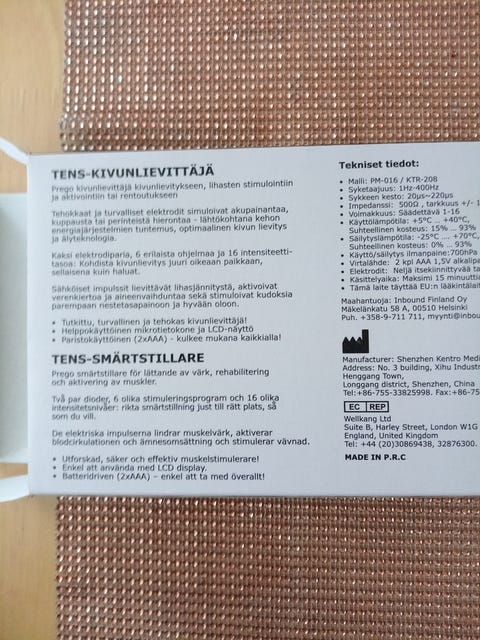 TENS-KIVUNLIEVITTÄJÄ
Prego kivunlievittäjä kivunlievitykseen, lihasten stimulointiin
ja aktivointiin tai rentoutukseen
Tehokkaat ja turvalliset elektrodit simuloivat akupainantaa,
kuppausta tai perinteistä hierontaa - lähtökohtana kehon
energiajärjestelmien tuntemus, optimaalinen kivun lievitys
ja älyteknologia.
Kaksi elektrodiparia, 6 erilaista ohjelmaa ja 16 intensiteetti-
tasoa: Kohdista kivunlievitys juuri oikeaan paikkaan,
sellaisena kuin haluat.
Sähköiset impulssit lievittävät lihasjännitystä, aktivoivat
verenkiertoa ja aineenvaihduntaa sekä stimuloivat kudoksia
parempaan nestetasapainoon ja hyvään oloon.
• Tutkittu, turvallinen ja tehokas kivunlievittäjä!
• Helppokäyttöinen mikrotietokone ja LCD-näyttö
• Paristokäyttöinen (2xAAA) - kulkee mukana kaikkialla!
TENS-SMÄRTSTILLARE
Prego smärtstillare för lättande av värk, rehabilitering
och aktivering av muskler.
Två par dioder, 6 olika stimuleringsprogram och 16 olika
intensitetsnivåer: rikta smärtstillning just till rätt plats, så
som du vill.
De elektriska impulserna lindrar muskelvärk, aktiverar
blodcirkulationen och ämnesomsättning och stimulerar vävnad.
• Utforskad, säker och effektiv muskelstimulerare!
• Enkel att använda med LCD display.
• Batteridriven (2xAAA) – enkel att ta med överallt!
Tekniset tiedot:
• Malli: PM-016 / KTR-208
• Syketaajuus: 1Hz-400Hz
• Sykkeen kesto: 20µs~220µs
• Impedanssi: 500Ω , tarkkuus +/- 1
• Voimakkuus: Säädettävä 1-16
• Käyttölämpötila: +5°C ... +40°C,
Suhteellinen kosteus: 15% ... 93%
• Säilytyslämpötila: -25°C .... +70°C,
Suhteellinen kosteus: 0% ... 93%
• Käyttö/säilytys ilmanpaine:700hPa
• Virtalähde: 2 kpl AAA 1,5V alkalipa
• Elektrodit: Neljä itsekiinnittyvää ta
• Käsittelyaika: Maksimi 15 minuuttia
• Tämä laite täyttää EU:n lääkintälait
Maahantuoja: Inbound Finland Oy
Mäkelänkatu 58 A, 00510 Helsinki
Puh. +358-9-711 711, myynti@inbou
Manufacturer: Shenzhen Kentro Medi
Address: No. 3 building, Xihu Industr
Henggang Town,
Longgang district, Shenzhen, China
Tel:+86-755-33825998. Fax:+86-75
EC REP
Wellkang Ltd
Suite B, Harley Street, London W1G
England, United Kingdom
Tel: +44 (20)30869438, 32876300.
MADE IN P.R.C